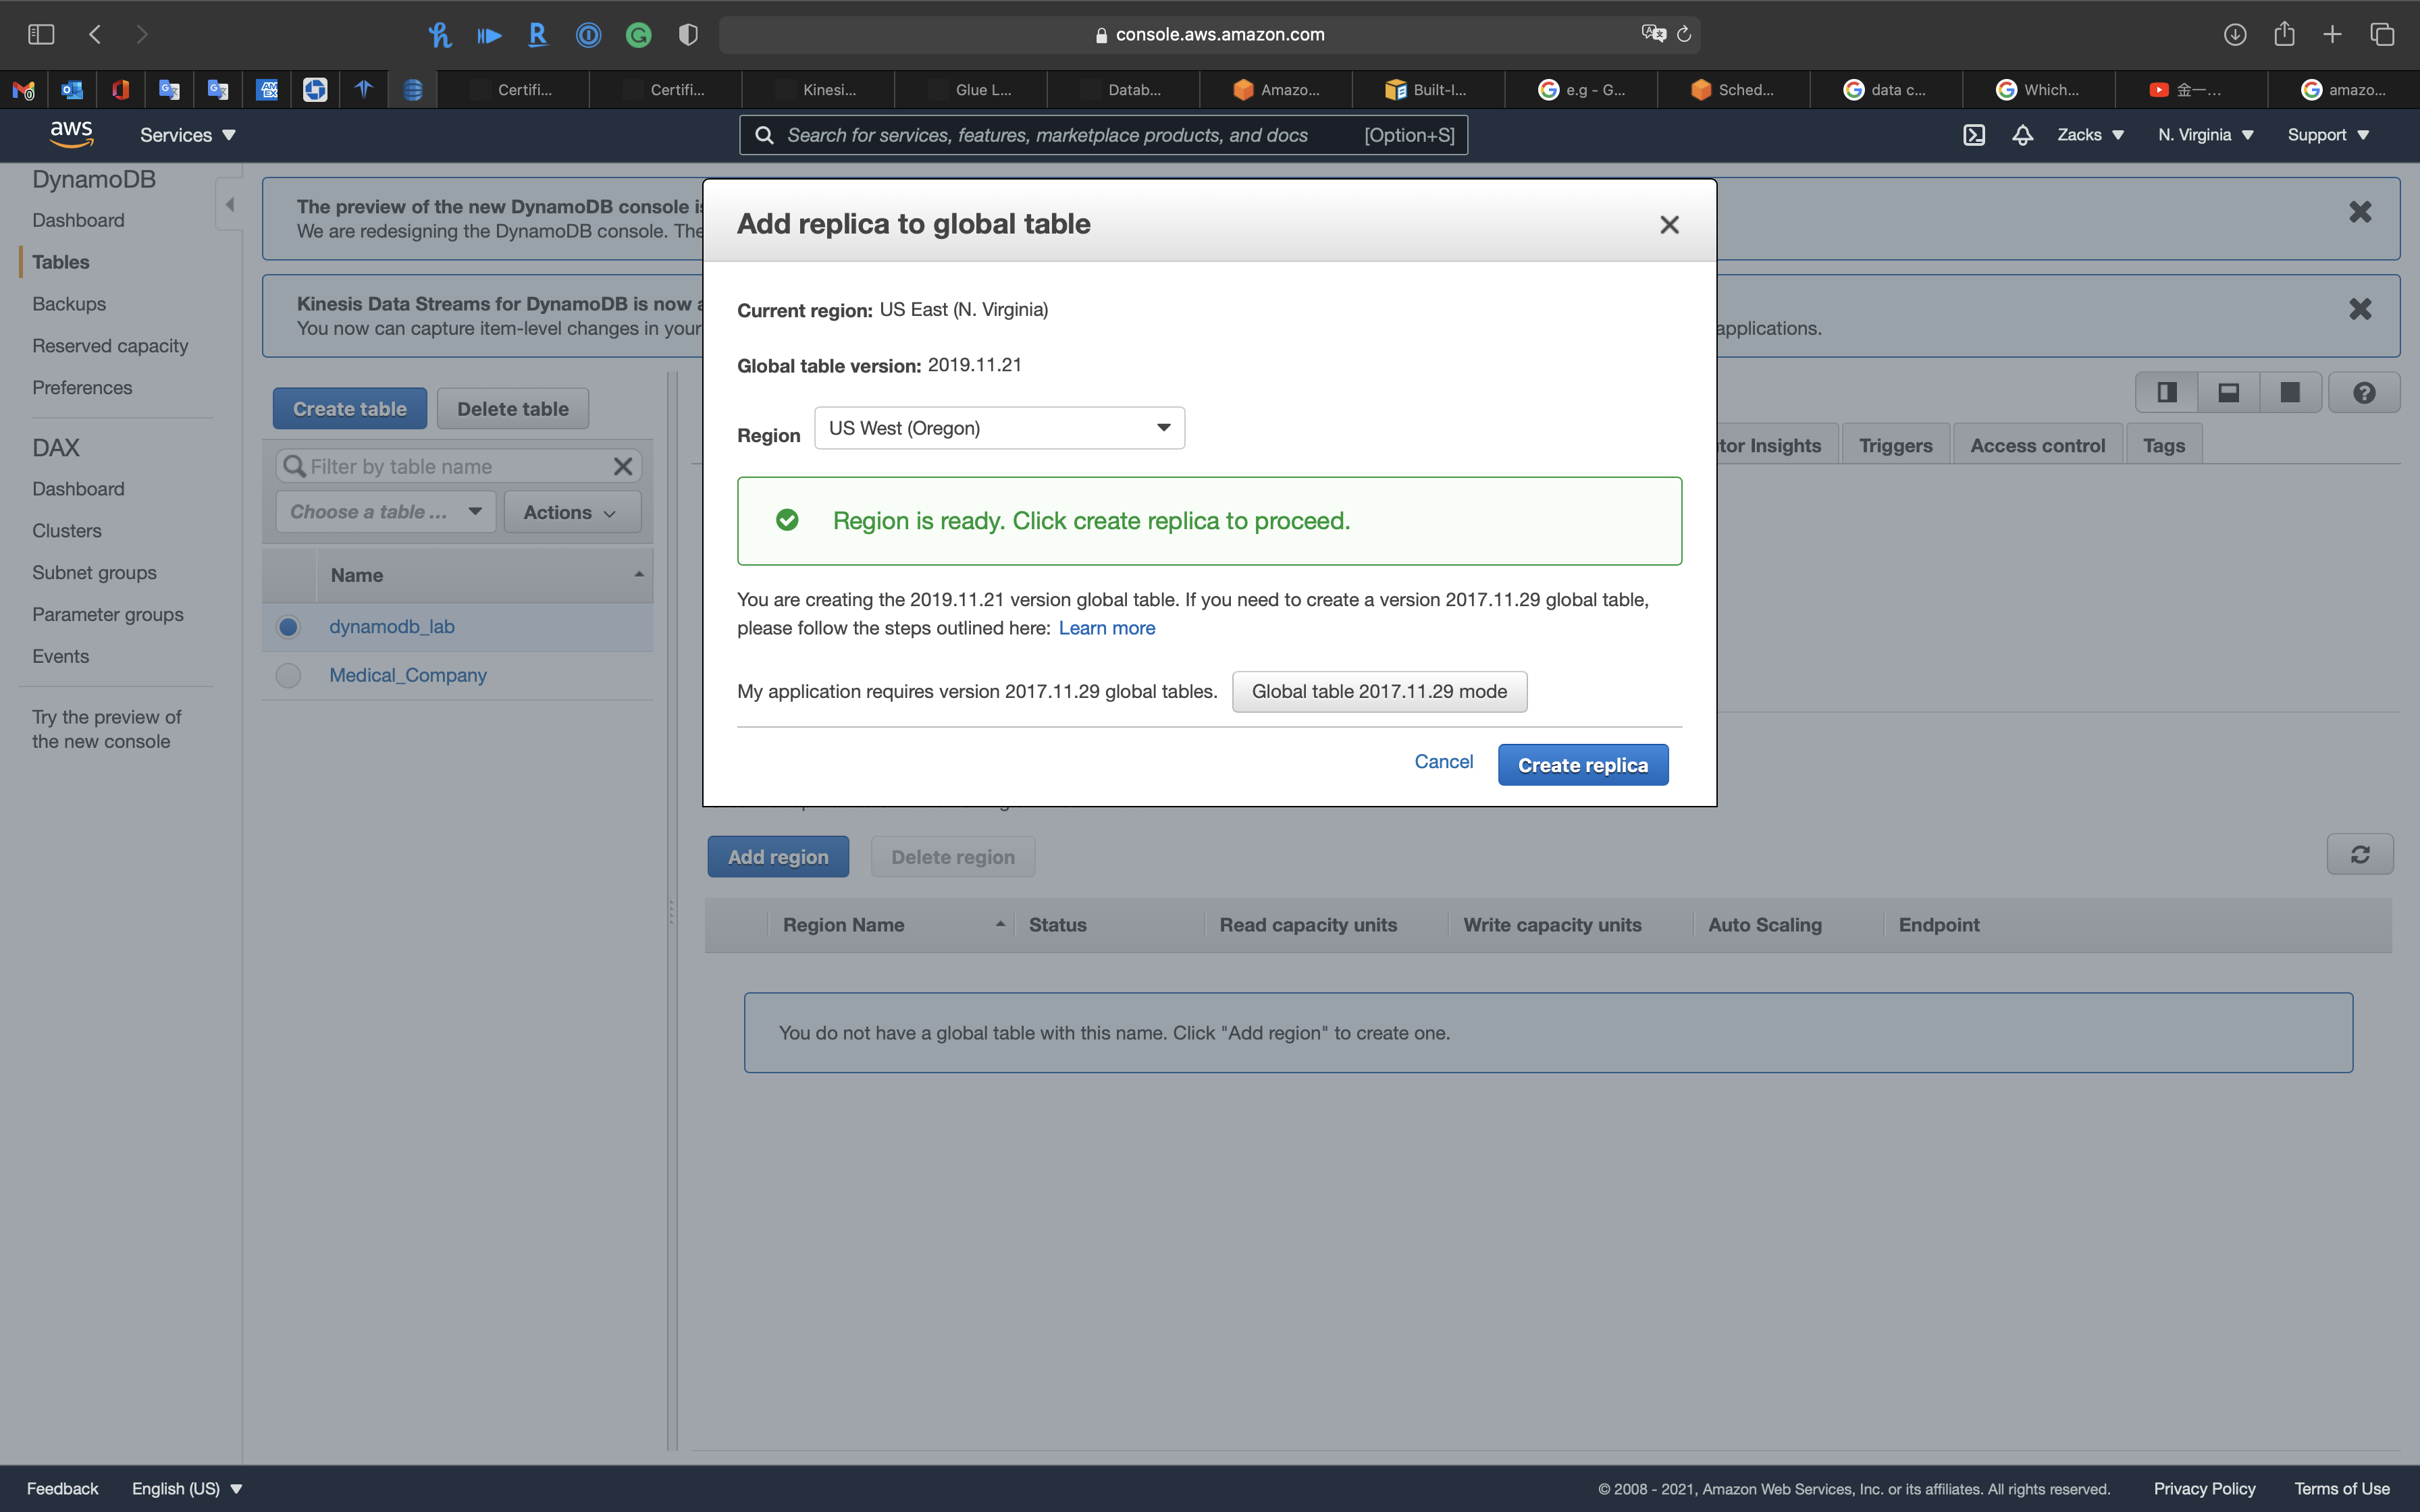 console.aws.amazon.com
Certifi...
Certifi...
Kinesi...
Glue L...
Datab...
Amazo...
Built-I...
e.g - G...
Sched...
data c...
Which...
金一...
amazo...
aws
Services
Search for services, features, marketplace products, and docs
[Option+S]
Zacks
N. Virginia
Support
DynamoDB
Dashboard
Tables
Backups
Reserved capacity
Preferences
DAX
Dashboard
Clusters
Subnet groups
Parameter groups
Events
Try the preview of
the new console
The preview of the new DynamoDB console is
We are redesigning the DynamoDB console. The
Kinesis Data Streams for DynamoDB is now a
You now can capture item-level changes in your
applications.
Create table
Delete table
Filter by table name
Choose a table ...
Actions
Name
dynamodb_lab
Medical_Company
tor Insights
Triggers
Access control
Tags
Add replica to global table
Current region: US East (N. Virginia)
Global table version: 2019.11.21
Region
US West (Oregon)
Region is ready. Click create replica to proceed.
You are creating the 2019.11.21 version global table. If you need to create a version 2017.11.29 global table,
please follow the steps outlined here: Learn more
My application requires version 2017.11.29 global tables.
Global table 2017.11.29 mode
Cancel
Create replica
Add region
Delete region
Region Name
Status
Read capacity units
Write capacity units
Auto Scaling
Endpoint
You do not have a global table with this name. Click "Add region" to create one.
Feedback
English (US)
© 2008 - 2021, Amazon Web Services, Inc. or its affiliates. All rights reserved.
Privacy Policy
Terms of Use